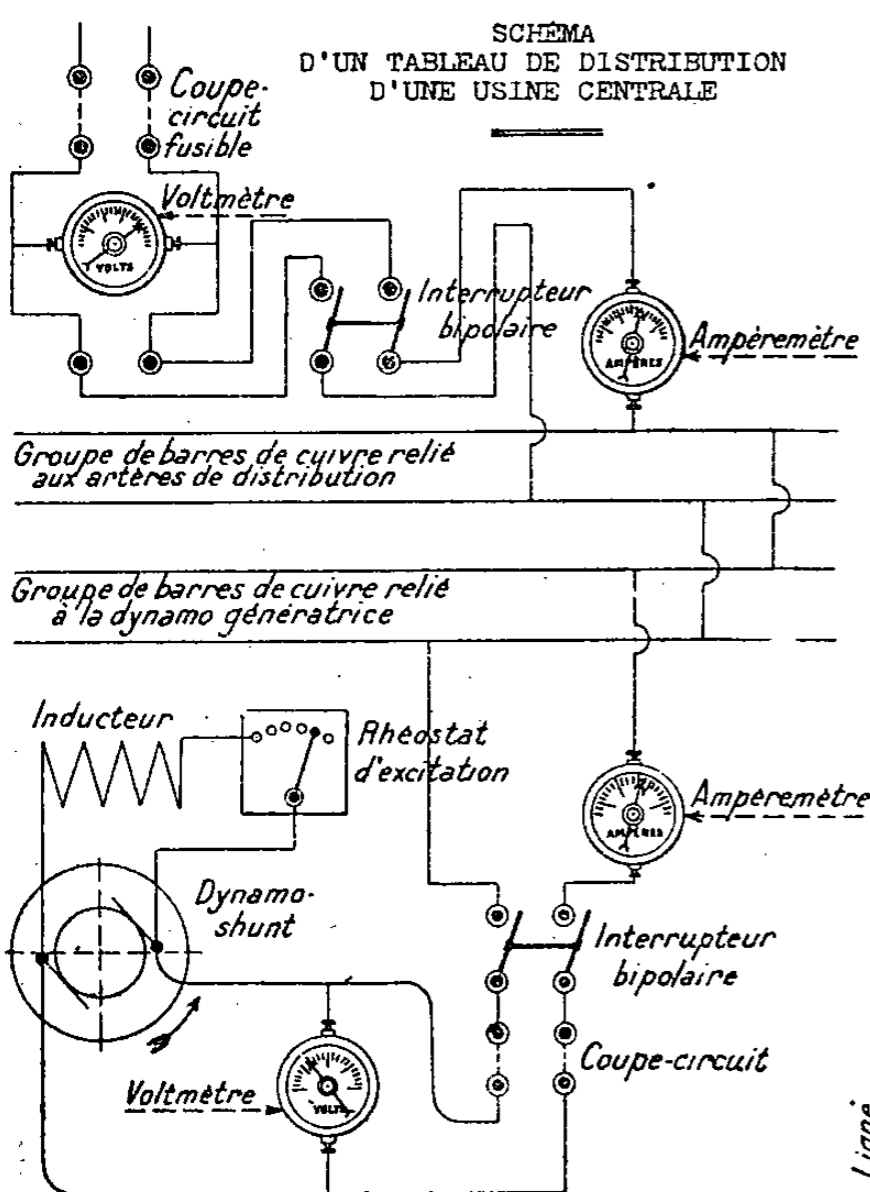 SCHÉMA
D'UN TABLEAU DE DISTRIBUTION
D'UNE USINE CENTRALE
Coupe-
circuit
fusible
Voltmètre
VOLTS
Interrupteur
bipolaire
AMPÈRES
Ampèremètre
Groupe de barres de cuivre relié
aux artères de distribution
Groupe de barres de cuivre relié
à la dynamo génératrice
Inducteur
Rhéostat
d'excitation
AMPÈRES
Ampèremètre
Dynamo-
shunt
Interrupteur
bipolaire
Coupe-circuit
Voltmètre
VOLTS
Ligne